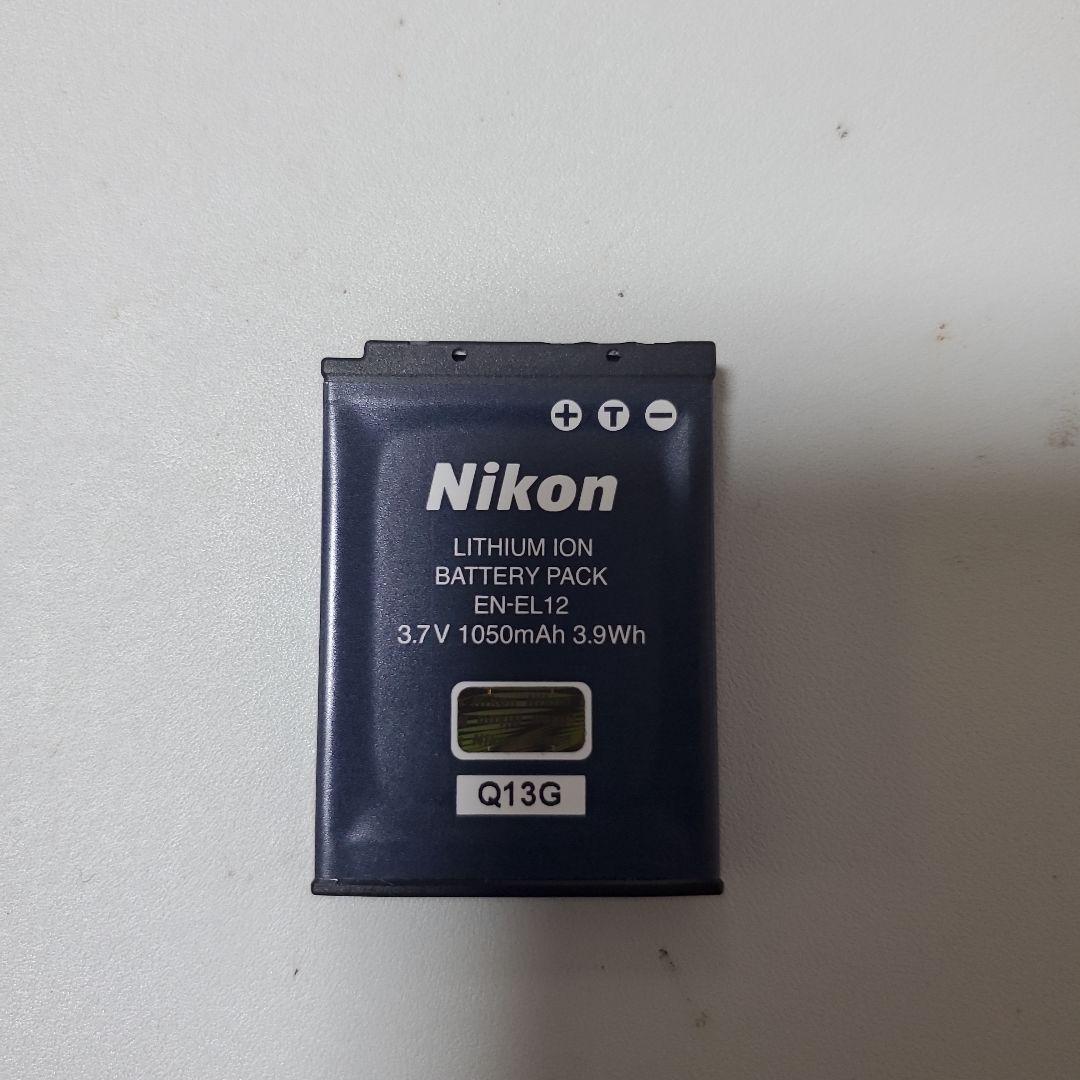 + T −
Nikon
LITHIUM ION
BATTERY PACK
EN-EL12
3.7V 1050mAh 3.9Wh
Q13G